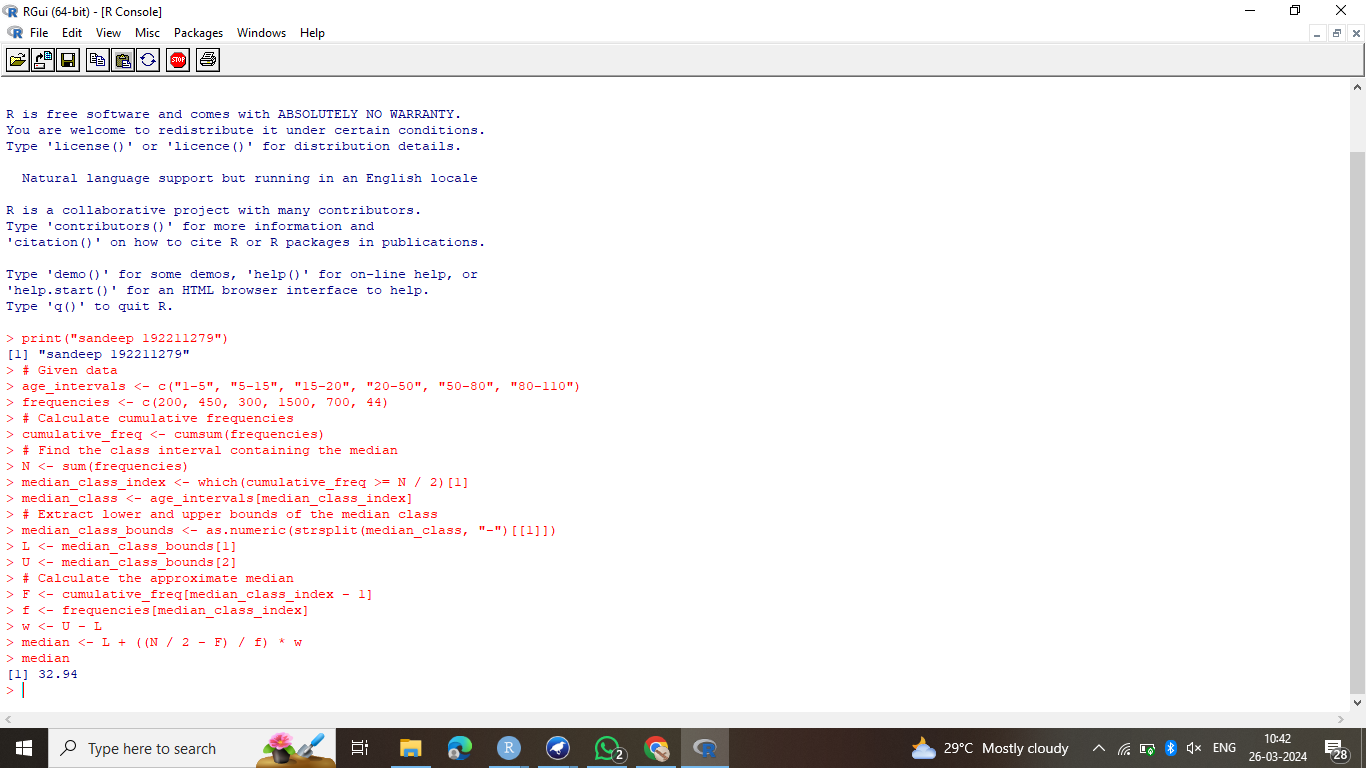 RGui (64-bit) - [R Console]
File Edit View Misc Packages Windows Help
STOP
R is free software and comes with ABSOLUTELY NO WARRANTY.
You are welcome to redistribute it under certain conditions.
Type 'license()' or 'licence()' for distribution details.
  Natural language support but running in an English locale
R is a collaborative project with many contributors.
Type 'contributors()' for more information and
'citation()' on how to cite R or R packages in publications.
Type 'demo()' for some demos, 'help()' for on-line help, or
'help.start()' for an HTML browser interface to help.
Type 'q()' to quit R.
> print("sandeep 192211279")
[1] "sandeep 192211279"
> # Given data
> age_intervals <- c("1-5", "5-15", "15-20", "20-50", "50-80", "80-110")
> frequencies <- c(200, 450, 300, 1500, 700, 44)
> # Calculate cumulative frequencies
> cumulative_freq <- cumsum(frequencies)
> # Find the class interval containing the median
> N <- sum(frequencies)
> median_class_index <- which(cumulative_freq >= N / 2)[1]
> median_class <- age_intervals[median_class_index]
> # Extract lower and upper bounds of the median class
> median_class_bounds <- as.numeric(strsplit(median_class, "-")[[1]])
> L <- median_class_bounds[1]
> U <- median_class_bounds[2]
> # Calculate the approximate median
> F <- cumulative_freq[median_class_index - 1]
> f <- frequencies[median_class_index]
> w <- U - L
> median <- L + ((N / 2 - F) / f) * w
> median
[1] 32.94
>
Type here to search
R
2
R
29°C Mostly cloudy
ENG
10:42
26-03-2024
28